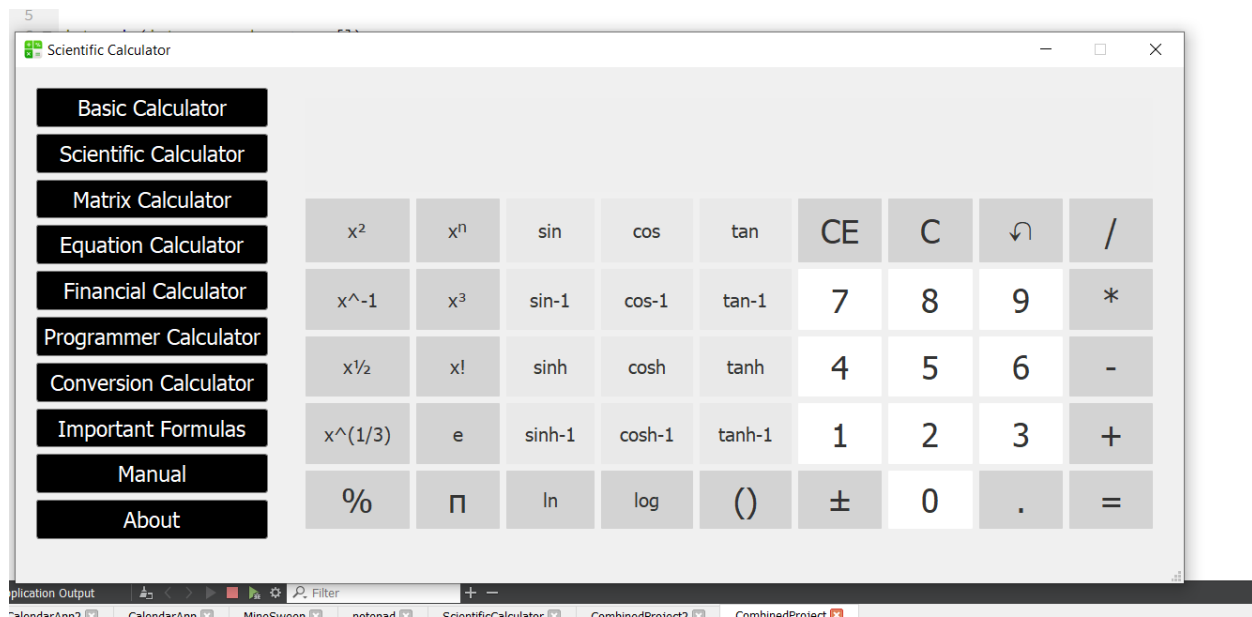 5
Scientific Calculator
Basic Calculator
Scientific Calculator
Matrix Calculator
Equation Calculator
Financial Calculator
Programmer Calculator
Conversion Calculator
Important Formulas
Manual
About
x² xⁿ sin cos tan CE C /
x^-1 x³ sin-1 cos-1 tan-1 7 8 9 *
x½ x! sinh cosh tanh 4 5 6 -
x^(1/3) e sinh-1 cosh-1 tanh-1 1 2 3 +
% п ln log () ± 0 . =
plication Output Filter + −
CalendarApp2 CalendarApp MineSweep notepad ScientificCalculator CombinedProject2 CombinedProject